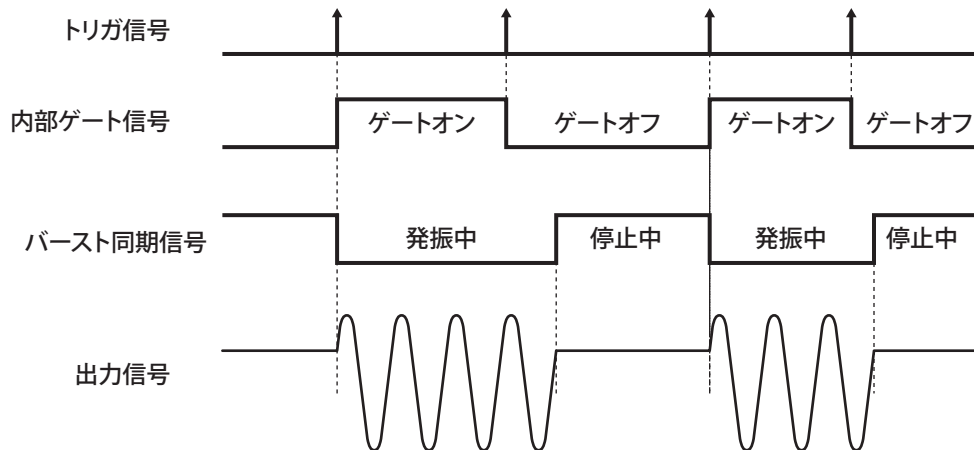 トリガ信号
内部ゲート信号
ゲートオン
ゲートオフ
ゲートオン
ゲートオフ
バースト同期信号
発振中
停止中
発振中
停止中
出力信号